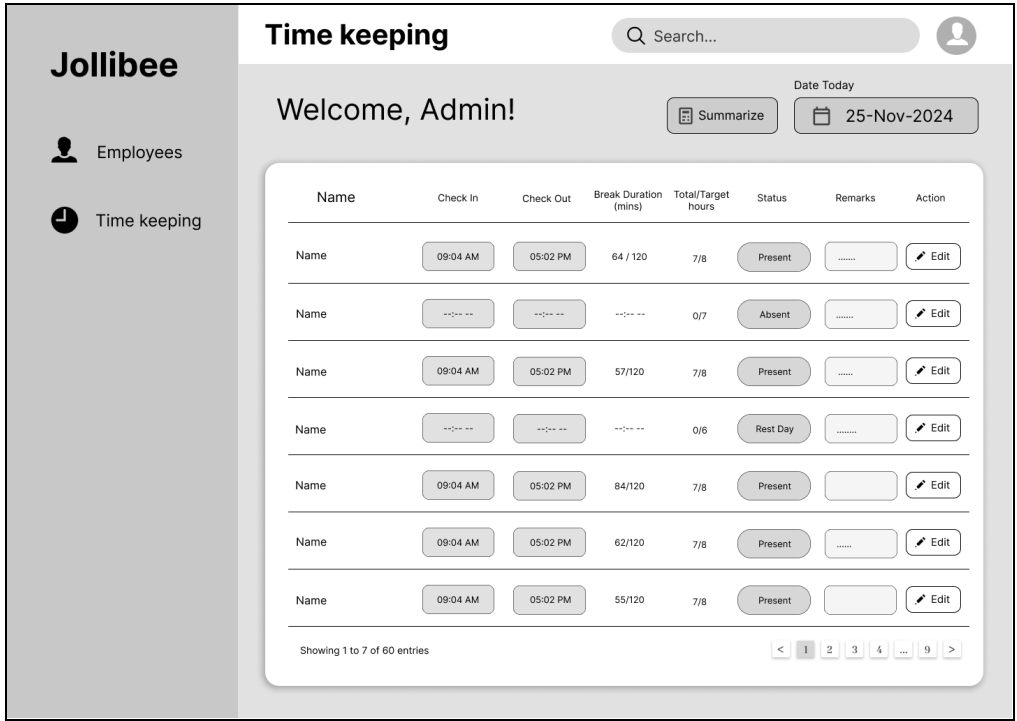 Jollibee
Employees
Time keeping
Time keeping
Search...
Welcome, Admin!
Summarize
Date Today
25-Nov-2024
Name Check In Check Out Break Duration (mins) Total/Target hours Status Remarks Action
Name 09:04 AM 05:02 PM 64 / 120 7/8 Present ....... Edit
Name --:-- -- --:-- -- --:-- -- 0/7 Absent ....... Edit
Name 09:04 AM 05:02 PM 57/120 7/8 Present ...... Edit
Name --:-- -- --:-- -- --:-- -- 0/6 Rest Day ........ Edit
Name 09:04 AM 05:02 PM 84/120 7/8 Present Edit
Name 09:04 AM 05:02 PM 62/120 7/8 Present ...... Edit
Name 09:04 AM 05:02 PM 55/120 7/8 Present Edit
Showing 1 to 7 of 60 entries
< 1 2 3 4 ... 9 >